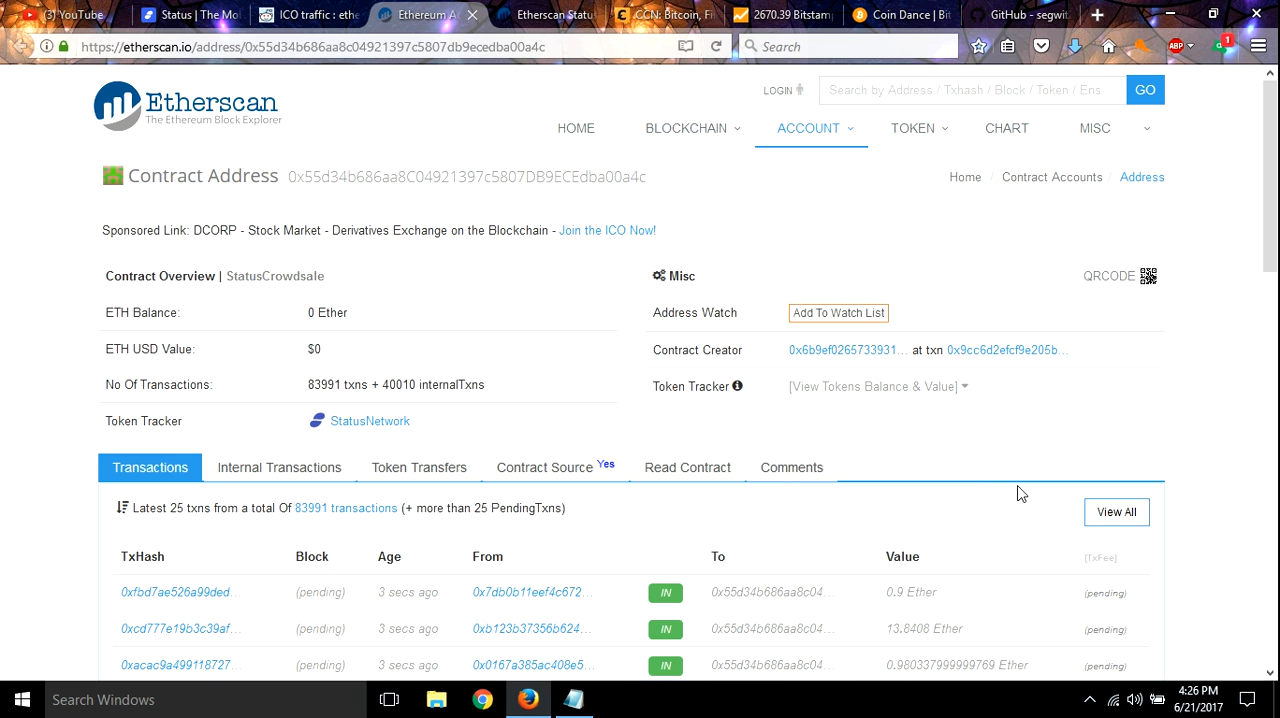 (3) YouTube
Status | The Mol
ICO traffic : ethe
Ethereum A
Etherscan Statu
CCN: Bitcoin, Fi
2670.39 Bitstam
Coin Dance | Bit
GitHub - segwit
https://etherscan.io/address/0x55d34b686aa8c04921397c5807db9ecedba00a4c
Search
ABP
1
Etherscan
The Ethereum Block Explorer
LOGIN
Search by Address / Txhash / Block / Token / Ens
GO
HOME
BLOCKCHAIN
ACCOUNT
TOKEN
CHART
MISC
Contract Address 0x55d34b686aa8C04921397c5807DB9ECEdba00a4c
Home / Contract Accounts / Address
Sponsored Link: DCORP - Stock Market - Derivatives Exchange on the Blockchain - Join the ICO Now!
Contract Overview | StatusCrowdsale
ETH Balance: 0 Ether
ETH USD Value: $0
No Of Transactions: 83991 txns + 40010 internalTxns
Token Tracker StatusNetwork
Misc
QRCODE
Address Watch Add To Watch List
Contract Creator 0x6b9ef0265733931... at txn 0x9cc6d2efcf9e205b...
Token Tracker [View Tokens Balance & Value]
Transactions
Internal Transactions
Token Transfers
Contract Source Yes
Read Contract
Comments
Latest 25 txns from a total Of 83991 transactions (+ more than 25 PendingTxns)
View All
TxHash Block Age From To Value [TxFee]
0xfbd7ae526a99ded... (pending) 3 secs ago 0x7db0b11eef4c672... IN 0x55d34b686aa8c04... 0.9 Ether (pending)
0xcd777e19b3c39af... (pending) 3 secs ago 0xb123b37356b624... IN 0x55d34b686aa8c04... 13.8408 Ether (pending)
0xacac9a499118727... (pending) 3 secs ago 0x0167a385ac408e5... IN 0x55d34b686aa8c04... 0.980337999999769 Ether (pending)
Search Windows
4:26 PM
6/21/2017